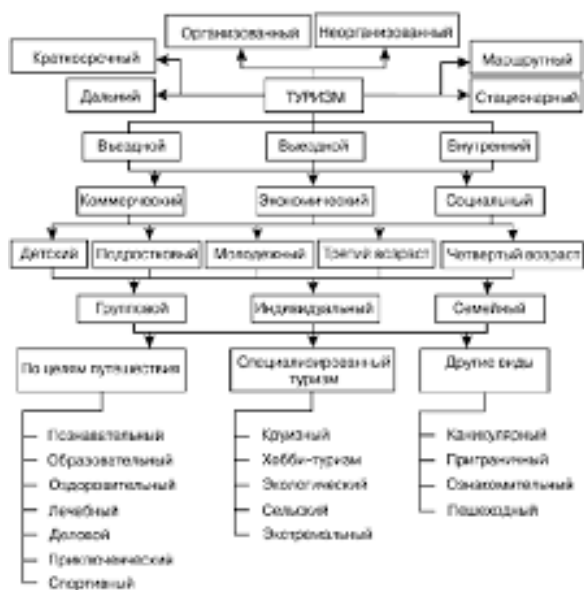 Организованный
Неорганизованный
Краткосрочный
Маршрутный
Дальний
ТУРИЗМ
Стационарный
Въездной
Выездной
Внутренний
Коммерческий
Экономический
Социальный
Детский
Подростковый
Молодежный
Третий возраст
Четвертый возраст
Групповой
Индивидуальный
Семейный
По целям путешествия
Специализированный
туризм
Другие виды
Познавательный
Образовательный
Оздоровительный
Лечебный
Деловой
Приключенческий
Спортивный
Круизный
Хобби-туризм
Экологический
Сельский
Экстремальный
Каникулярный
Приграничный
Ознакомительный
Пешеходный